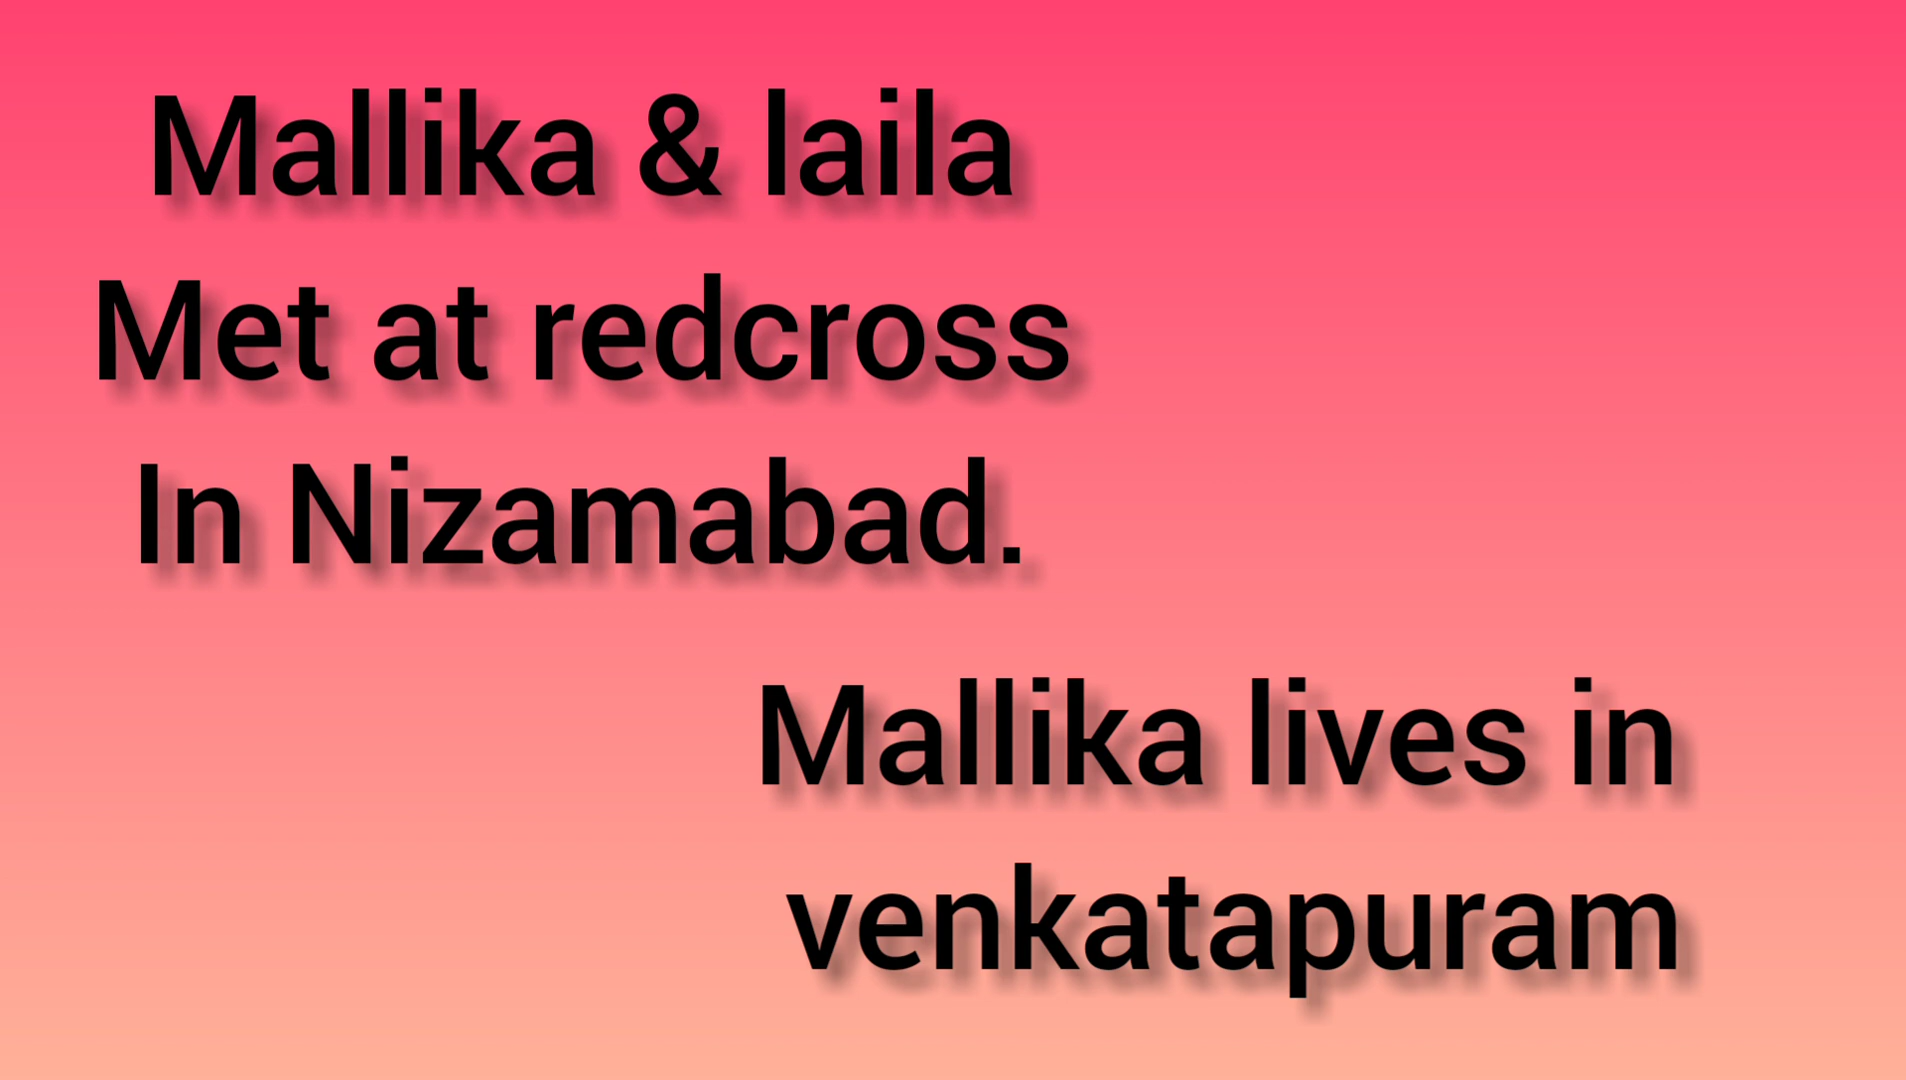 Mallika & laila
Met at redcross
In Nizamabad.
Mallika lives in
venkatapuram